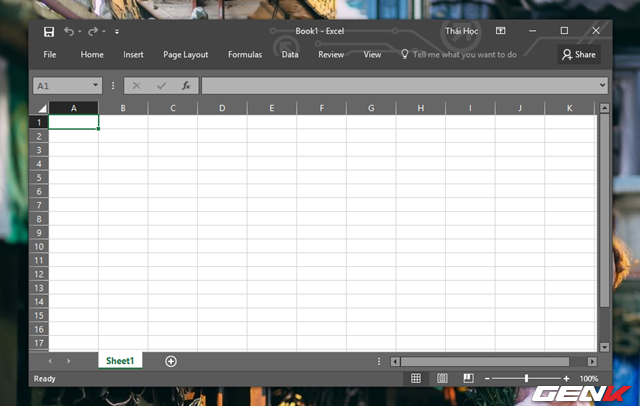 Book1 - Excel
Thái Học
File Home Insert Page Layout Formulas Data Review View Tell me what you want to do Share
A1 fx
A B C D E F G H I J K
1
2
3
4
5
6
7
8
9
10
11
12
13
14
15
16
17
Sheet1
Ready 100%
GENK